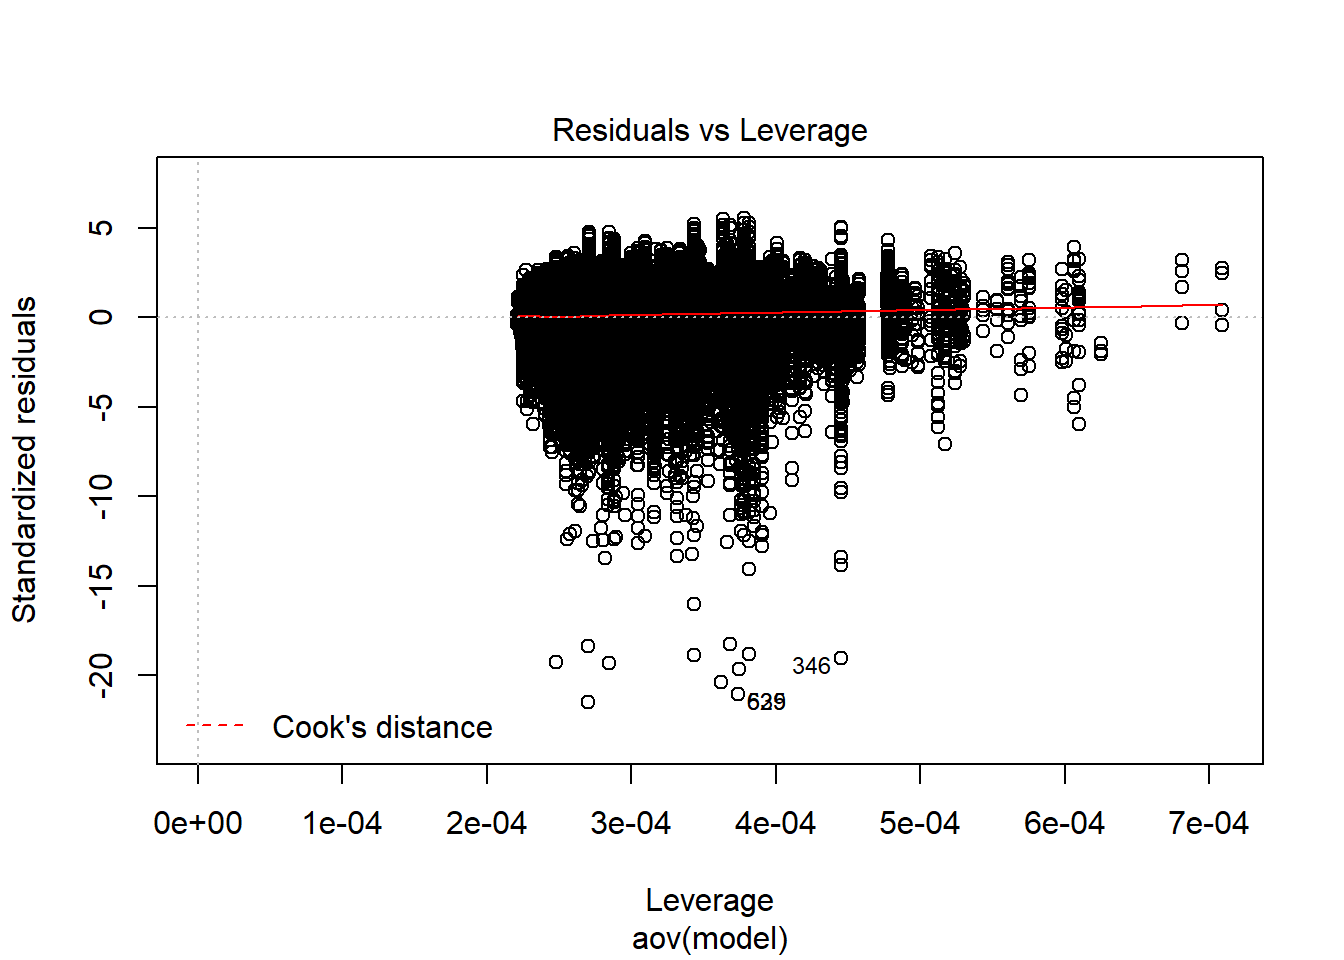 Residuals vs Leverage
Standardized residuals
5
0
-5
-10
-15
-20
346
Cook's distance
0e+00 1e-04 2e-04 3e-04 4e-04 5e-04 6e-04 7e-04
Leverage
aov(model)